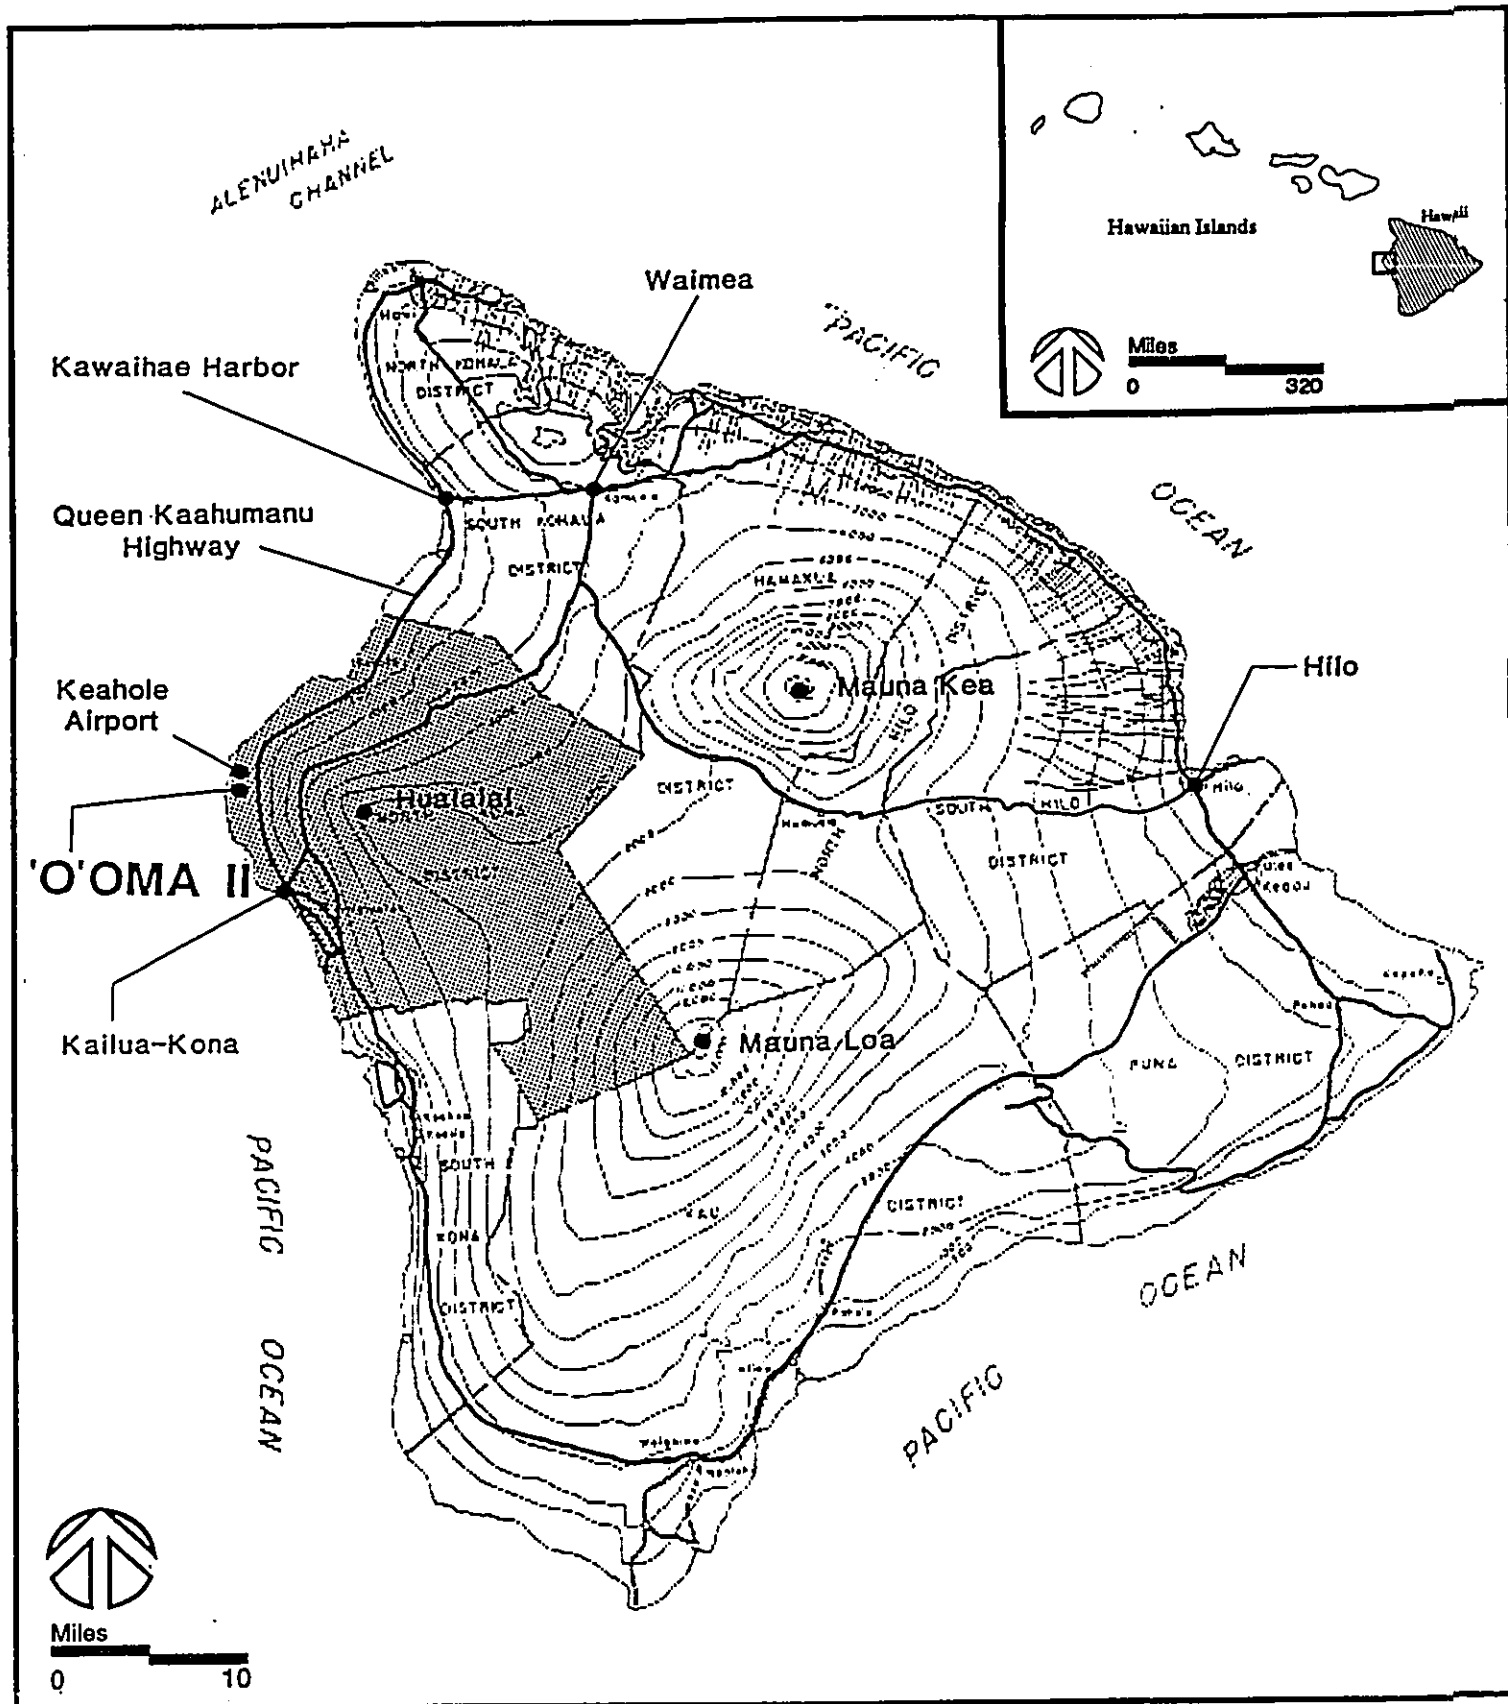 ALENUIHAHA
CHANNEL
Hawaiian Islands
Hawaii
Miles
0 320
Waimea
PACIFIC
OCEAN
Kawaihae Harbor
NORTH KOHALA
DISTRICT
Queen Kaahumanu
Highway
SOUTH KOHALA
DISTRICT
HAMAKUA
DISTRICT
Keahole
Airport
Mauna Kea
Hilo
NORTH
HILO
DISTRICT
Hualalai
NORTH KONA
DISTRICT
SOUTH HILO
DISTRICT
Hilo
'O'OMA II
Kailua-Kona
Mauna Loa
PUNA DISTRICT
SOUTH
KONA
DISTRICT
KAU
DISTRICT
PACIFIC
OCEAN
PACIFIC
OCEAN
Miles
0 10